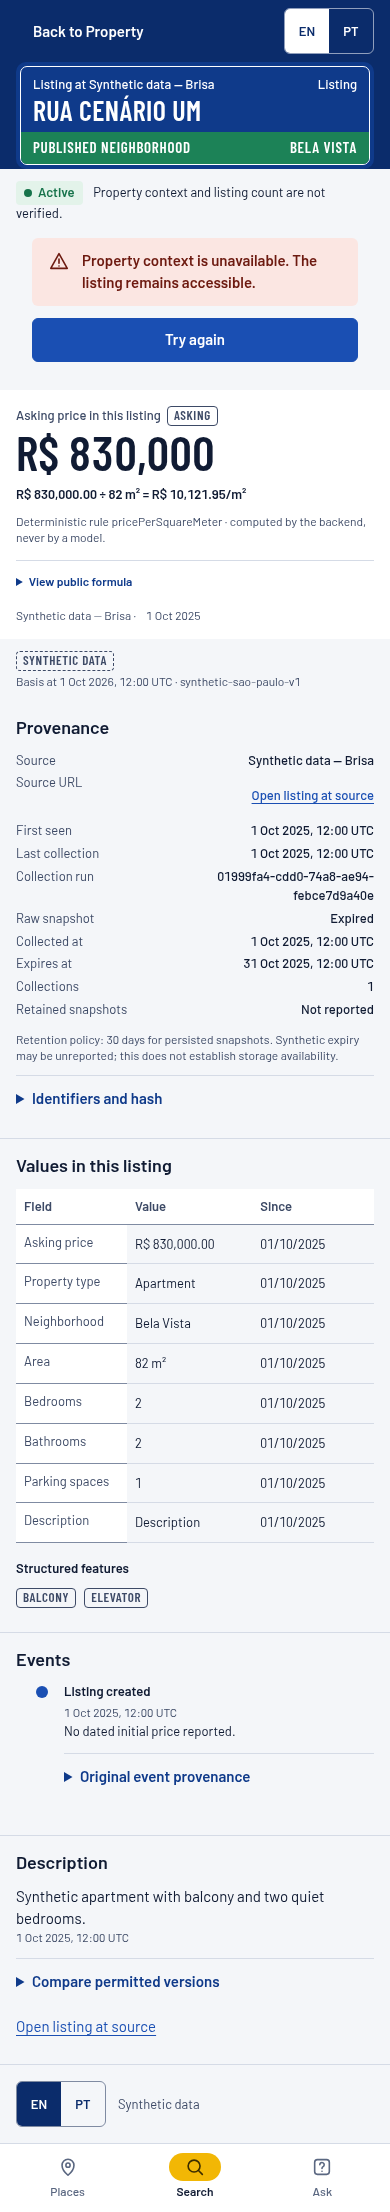 Back to Property
EN
PT
Listing at Synthetic data — Brisa
Listing
RUA CENÁRIO UM
PUBLISHED NEIGHBORHOOD
BELA VISTA
Active
Property context and listing count are not
verified.
Property context is unavailable. The
listing remains accessible.
Try again
Asking price in this listing
ASKING
R$ 830,000
R$ 830,000.00 ÷ 82 m² = R$ 10,121.95/m²
Deterministic rule pricePerSquareMeter · computed by the backend,
never by a model.
View public formula
Synthetic data — Brisa · 1 Oct 2025
SYNTHETIC DATA
Basis at 1 Oct 2026, 12:00 UTC · synthetic-sao-paulo-v1
Provenance
Source
Synthetic data — Brisa
Source URL
Open listing at source
First seen
1 Oct 2025, 12:00 UTC
Last collection
1 Oct 2025, 12:00 UTC
Collection run
01999fa4-cdd0-74a8-ae94-
febce7d9a40e
Raw snapshot
Expired
Collected at
1 Oct 2025, 12:00 UTC
Expires at
31 Oct 2025, 12:00 UTC
Collections
1
Retained snapshots
Not reported
Retention policy: 30 days for persisted snapshots. Synthetic expiry
may be unreported; this does not establish storage availability.
Identifiers and hash
Values in this listing
Field Value Since
Asking price R$ 830,000.00 01/10/2025
Property type Apartment 01/10/2025
Neighborhood Bela Vista 01/10/2025
Area 82 m² 01/10/2025
Bedrooms 2 01/10/2025
Bathrooms 2 01/10/2025
Parking spaces 1 01/10/2025
Description Description 01/10/2025
Structured features
BALCONY
ELEVATOR
Events
Listing created
1 Oct 2025, 12:00 UTC
No dated initial price reported.
Original event provenance
Description
Synthetic apartment with balcony and two quiet
bedrooms.
1 Oct 2025, 12:00 UTC
Compare permitted versions
Open listing at source
EN
PT
Synthetic data
Places
Search
Ask